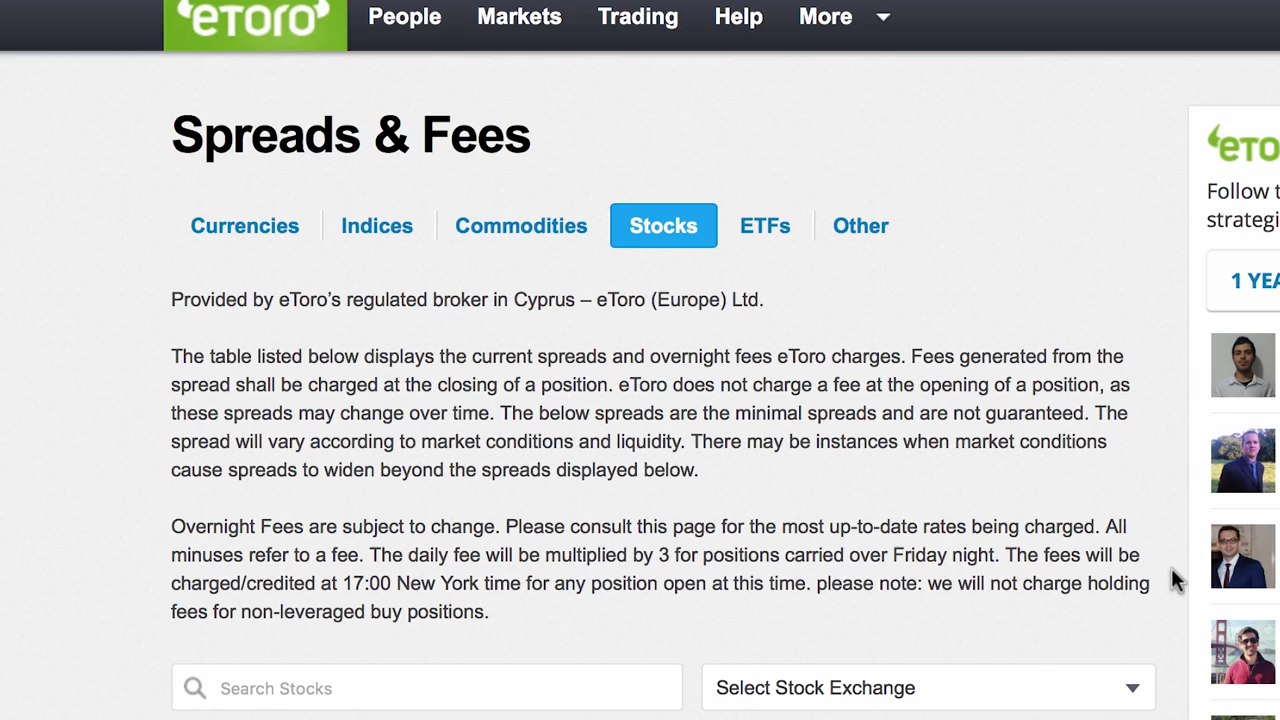 eToro
People
Markets
Trading
Help
More
Spreads & Fees
Currencies
Indices
Commodities
Stocks
ETFs
Other
Provided by eToro’s regulated broker in Cyprus – eToro (Europe) Ltd.
The table listed below displays the current spreads and overnight fees eToro charges. Fees generated from the
spread shall be charged at the closing of a position. eToro does not charge a fee at the opening of a position, as
these spreads may change over time. The below spreads are the minimal spreads and are not guaranteed. The
spread will vary according to market conditions and liquidity. There may be instances when market conditions
cause spreads to widen beyond the spreads displayed below.
Overnight Fees are subject to change. Please consult this page for the most up-to-date rates being charged. All
minuses refer to a fee. The daily fee will be multiplied by 3 for positions carried over Friday night. The fees will be
charged/credited at 17:00 New York time for any position open at this time. please note: we will not charge holding
fees for non-leveraged buy positions.
Search Stocks
Select Stock Exchange
eTo
Follow t
strategi
1 YEA